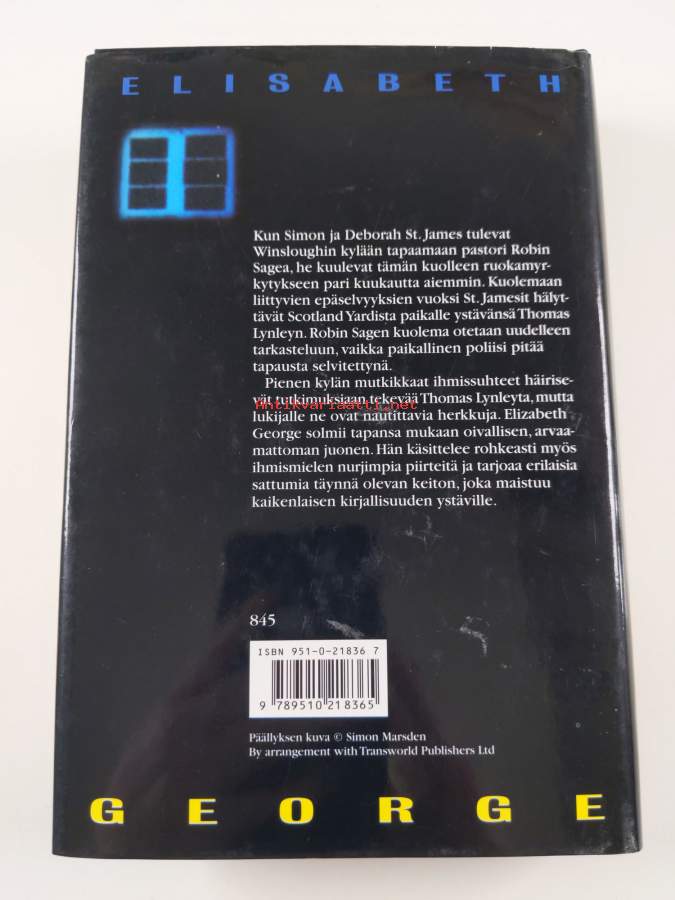 ELISABETH
Kun Simon ja Deborah St. James tulevat
Winsloughin kylään tapaamaan pastori Robin
Sagea, he kuulevat tämän kuolleen ruokamyr-
kytykseen pari kuukautta aiemmin. Kuolemaan
liittyvien epäselvyyksien vuoksi St. Jamesit hälyt-
tävät Scotland Yardista paikalle ystävänsä Thomas
Lynleyn. Robin Sagen kuolema otetaan uudelleen
tarkasteluun, vaikka paikallinen poliisi pitää
tapausta selvitettynä.
Pienen kylän mutkikkaat ihmissuhteet häiritse-
vät tutkimuksiaan tekevää Thomas Lynleyta, mutta
Antikvariaatti.net
lukijalle ne ovat nautittavia herkkuja. Elizabeth
George solmii tapansa mukaan oivallisen, arvaa-
mattoman juonen. Hän käsittelee rohkeasti myös
ihmismielen nurjimpia piirteitä ja tarjoaa erilaisia
sattumia täynnä olevan keiton, joka maistuu
kaikenlaisen kirjallisuuden ystäville.
845
ISBN 951-0-21836 7
9 789510 218365
Päällyksen kuva © Simon Marsden
By arrangement with Transworld Publishers Ltd
GEORGE